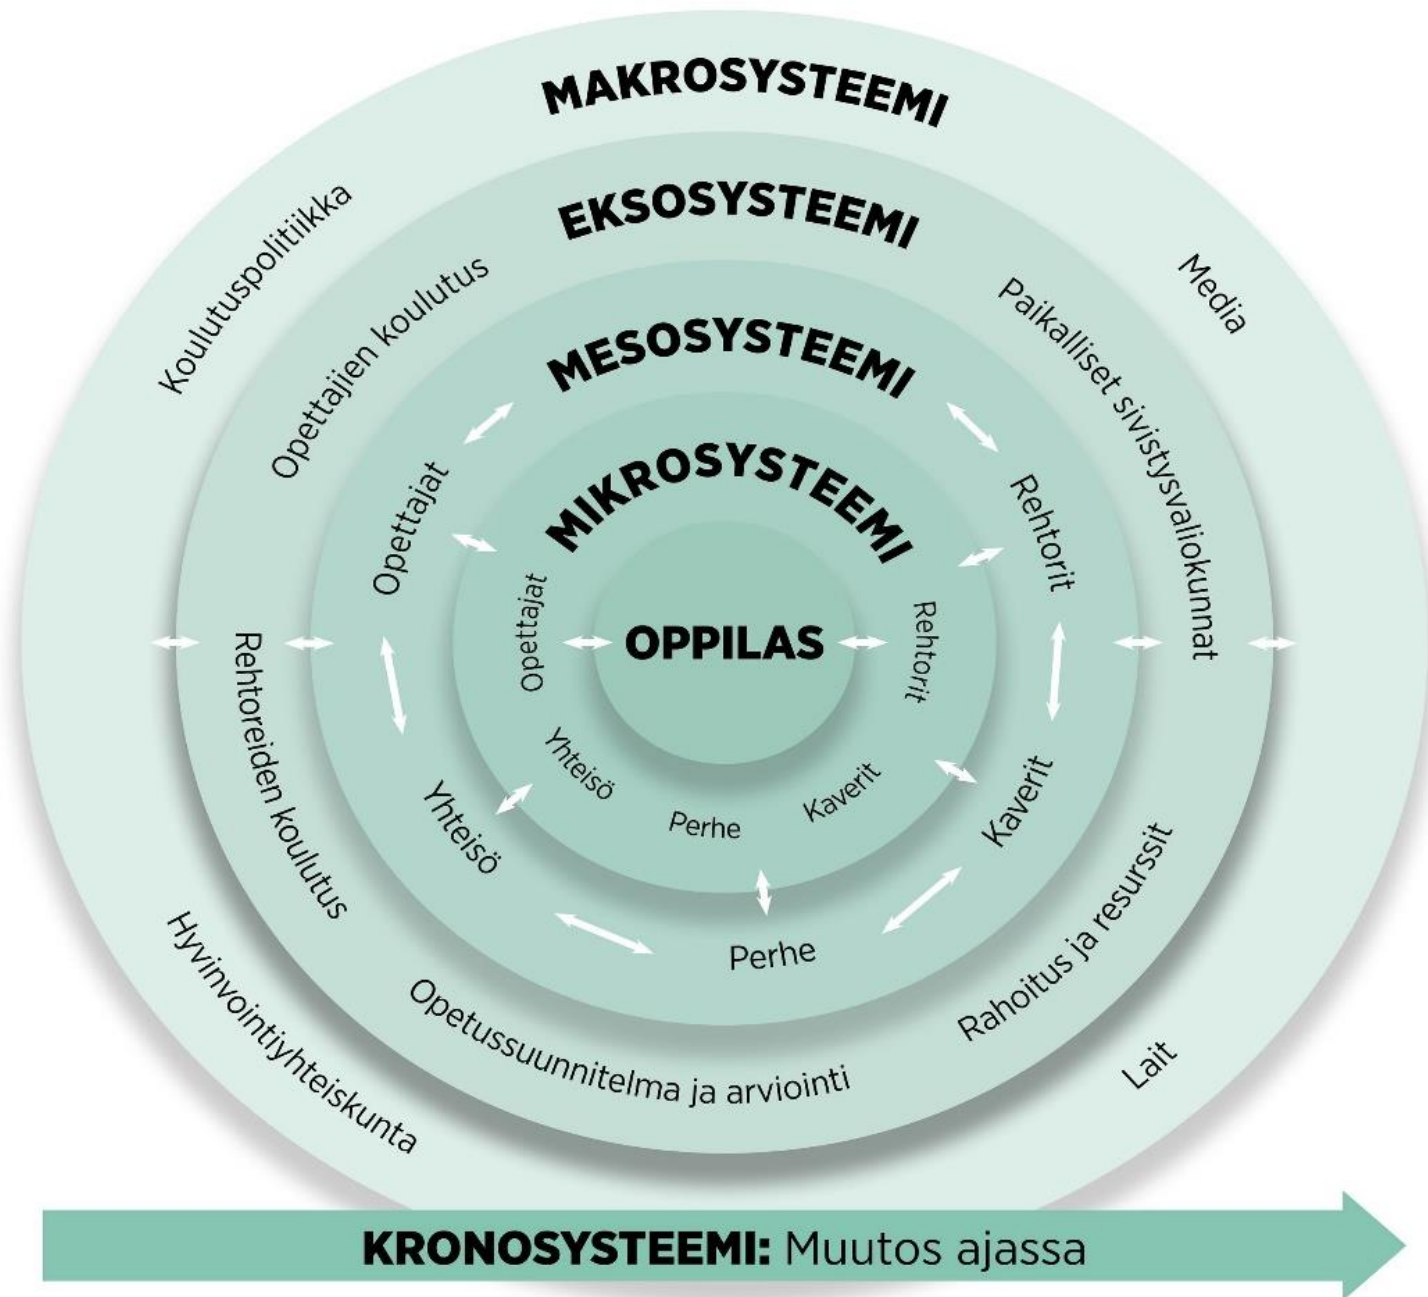 MAKROSYSTEEMI
Koulutuspolitiikka
Media
Hyvinvointiyhteiskunta
Lait
EKSOSYSTEEMI
Opettajien koulutus
Paikalliset sivistysvaliokunnat
Rehtoreiden koulutus
Opetussuunnitelma ja arviointi
Rahoitus ja resurssit
MESOSYSTEEMI
Opettajat
Rehtorit
Yhteisö
Perhe
Kaverit
MIKROSYSTEEMI
Opettajat
Rehtorit
Yhteisö
Perhe
Kaverit
OPPILAS
KRONOSYSTEEMI: Muutos ajassa